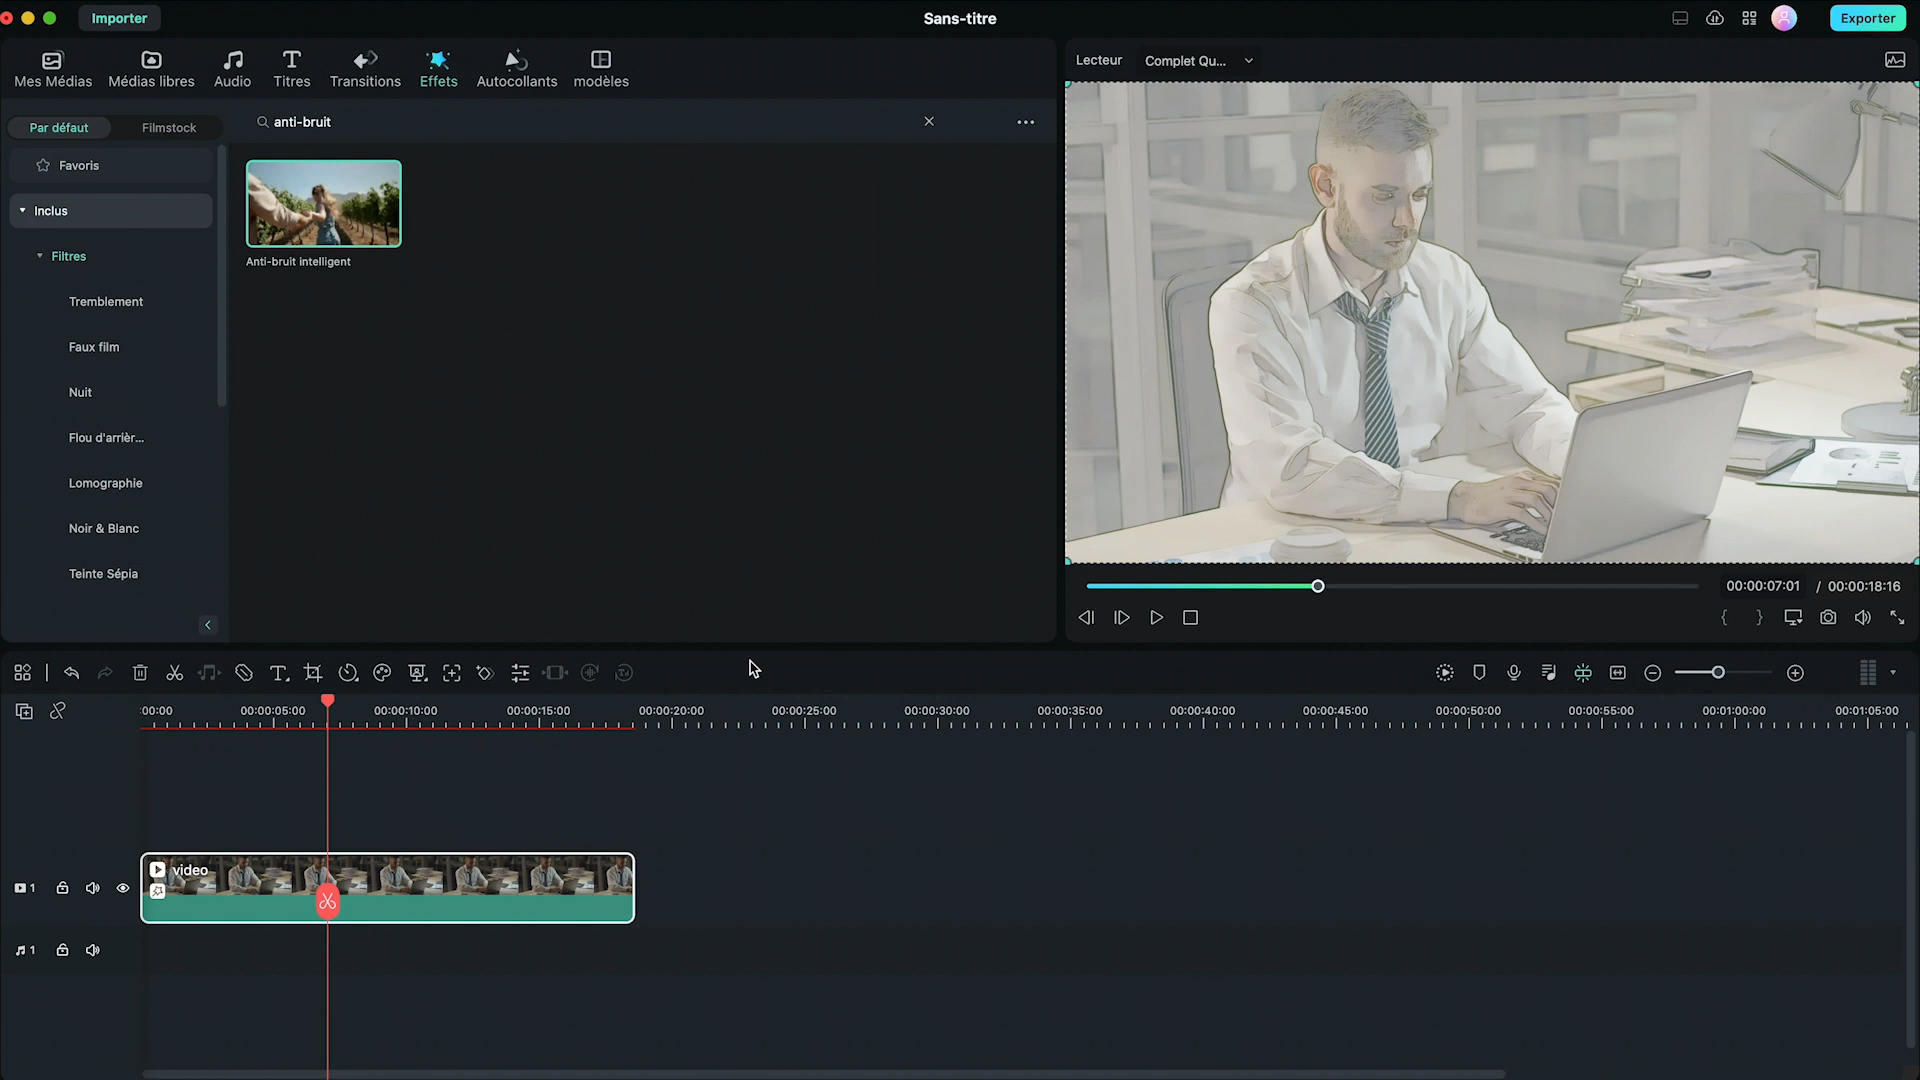 Importer
Sans-titre
Exporter
Mes Médias
Médias libres
Audio
Titres
Transitions
Effets
Autocollants
modèles
Lecteur
Complet Qu...
Par défaut
Filmstock
anti-bruit
Favoris
Inclus
Filtres
Tremblement
Faux film
Nuit
Flou d'arrièr...
Lomographie
Noir & Blanc
Teinte Sépia
Anti-bruit intelligent
00:00:07:01 / 00:00:18:16
:00:00
00:00:05:00
00:00:10:00
00:00:15:00
00:00:20:00
00:00:25:00
00:00:30:00
00:00:35:00
00:00:40:00
00:00:45:00
00:00:50:00
00:00:55:00
00:01:00:00
00:01:05:00
video
1
1